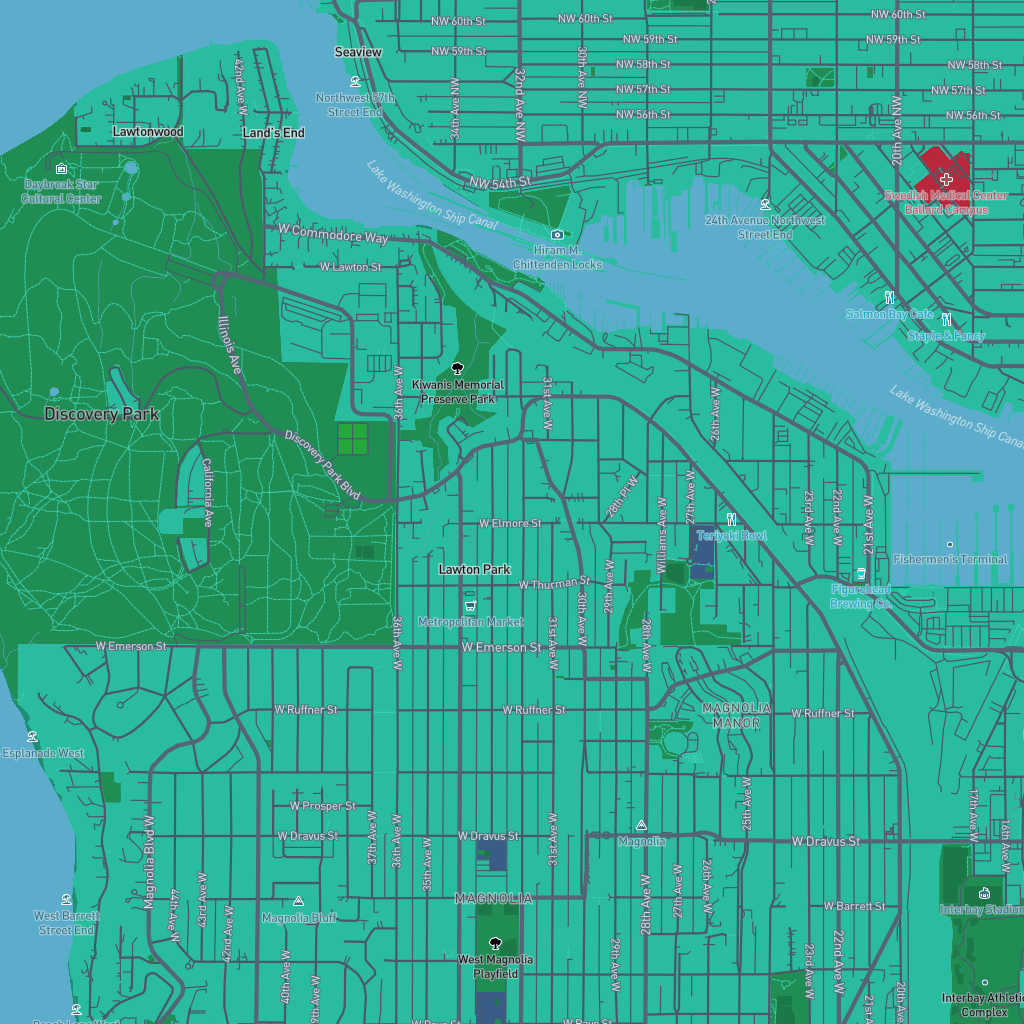 NW 60th St
NW 60th St
NW 60th St
Seaview
NW 59th St
NW 59th St
NW 59th St
NW 58th St
NW 58th St
42nd Ave W
34th Ave NW
32nd Ave NW
30th Ave NW
Northwest 57th
Street End
NW 57th St
NW 57th St
NW 56th St
NW 56th St
Lawtonwood
Land's End
20th Ave NW
Daybreak Star
Cultural Center
Lake Washington Ship Canal
NW 54th St
Swedish Medical Center
Ballard Campus
24th Avenue Northwest
Street End
W Commodore Way
W Lawton St
Hiram M.
Chittenden Locks
Illinois Ave
Salmon Bay Cafe
Staple & Fancy
Kiwanis Memorial
Preserve Park
36th Ave W
31st Ave W
26th Ave W
Lake Washington Ship Canal
Discovery Park
Discovery Park Blvd
California Ave
28th Pl W
27th Ave W
Williams Ave W
23rd Ave W
22nd Ave W
21st Ave W
W Elmore St
Teriyaki Bowl
Fishermen's Terminal
Lawton Park
W Thurman St
29th Ave W
Figurehead
Brewing Co.
Metropolitan Market
39th Ave W
31st Ave W
30th Ave W
28th Ave W
W Emerson St
W Emerson St
W Ruffner St
W Ruffner St
MAGNOLIA
MANOR
W Ruffner St
Esplanade West
25th Ave W
17th Ave W
16th Ave W
W Prosper St
Magnolia Blvd W
W Dravus St
37th Ave W
36th Ave W
35th Ave W
W Dravus St
31st Ave W
Magnolia
W Dravus St
44th Ave W
43rd Ave W
42nd Ave W
MAGNOLIA
28th Ave W
27th Ave W
26th Ave W
W Barrett St
Interbay Stadium
West Barrett
Street End
Magnolia Bluff
40th Ave W
West Magnolia
Playfield
29th Ave W
23rd Ave W
22nd Ave W
Interbay Athletic
Complex